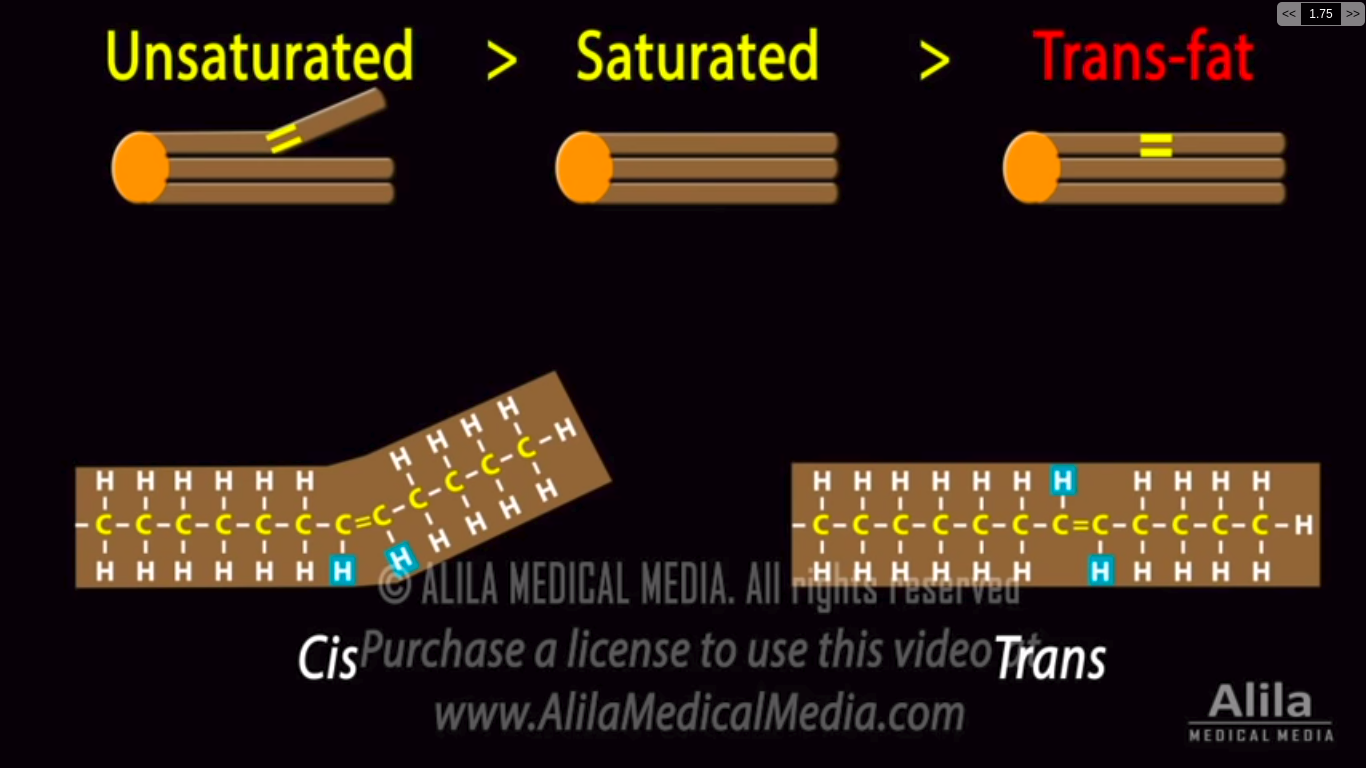 << 1.75 >>
Unsaturated > Saturated > Trans-fat
H H H H
H H H H H H H
H H H H H H H H H H H
C C C C C C C = C C C C C H
C C C C C C C = C C C C C H
H H H H
H H H H H H H H
H H H H H H H H H H H
© ALILA MEDICAL MEDIA. All rights reserved
Cis
Purchase a license to use this video at
Trans
www.AlilaMedicalMedia.com
Alila
MEDICAL MEDIA